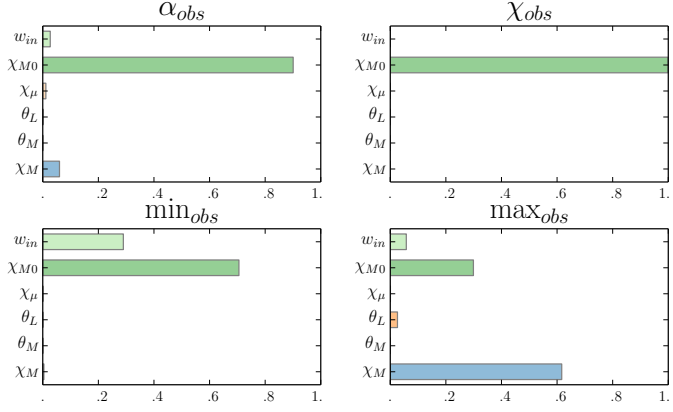 α_obs
χ_obs
w_in
χ_M0
χ_μ
θ_L
θ_M
χ_M
. .2 .4 .6 .8 1.
w_in
χ_M0
χ_μ
θ_L
θ_M
χ_M
. .2 .4 .6 .8 1.
min_obs
max_obs
w_in
χ_M0
χ_μ
θ_L
θ_M
χ_M
. .2 .4 .6 .8 1.
w_in
χ_M0
χ_μ
θ_L
θ_M
χ_M
. .2 .4 .6 .8 1.